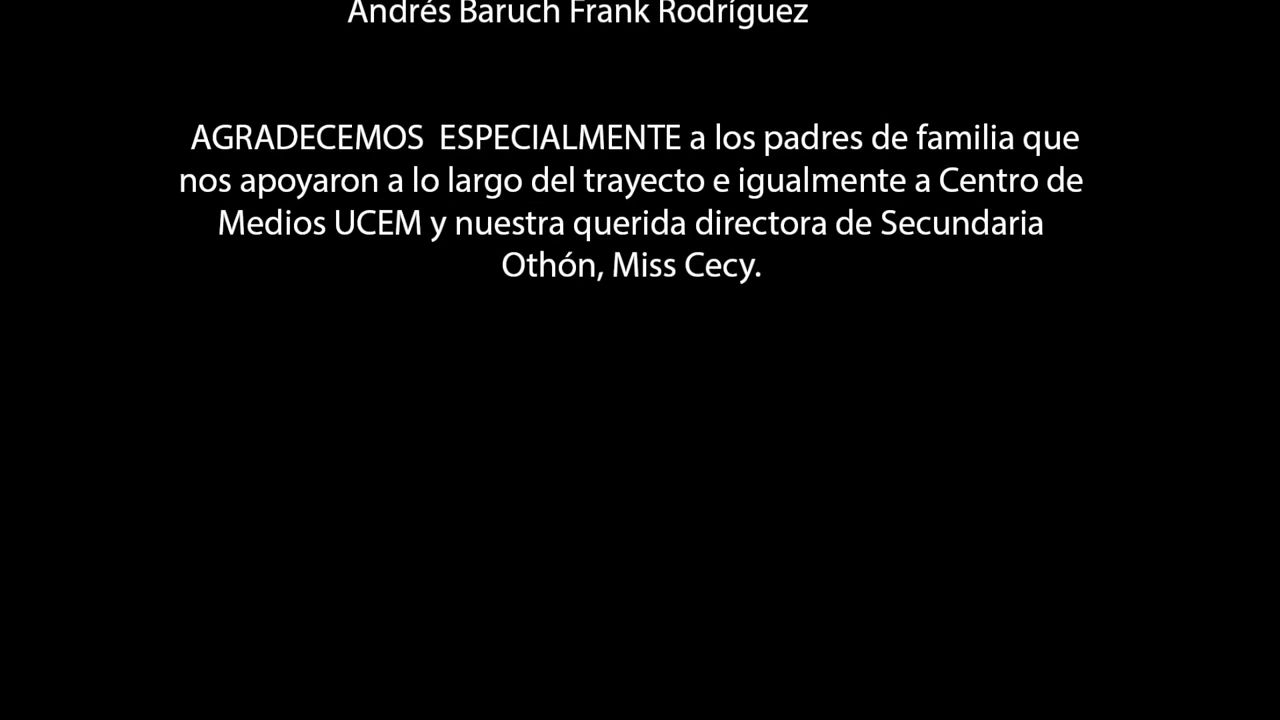 Andrés Baruch Frank Rodríguez
AGRADECEMOS  ESPECIALMENTE a los padres de familia que
nos apoyaron a lo largo del trayecto e igualmente a Centro de
Medios UCEM y nuestra querida directora de Secundaria
Othón, Miss Cecy.